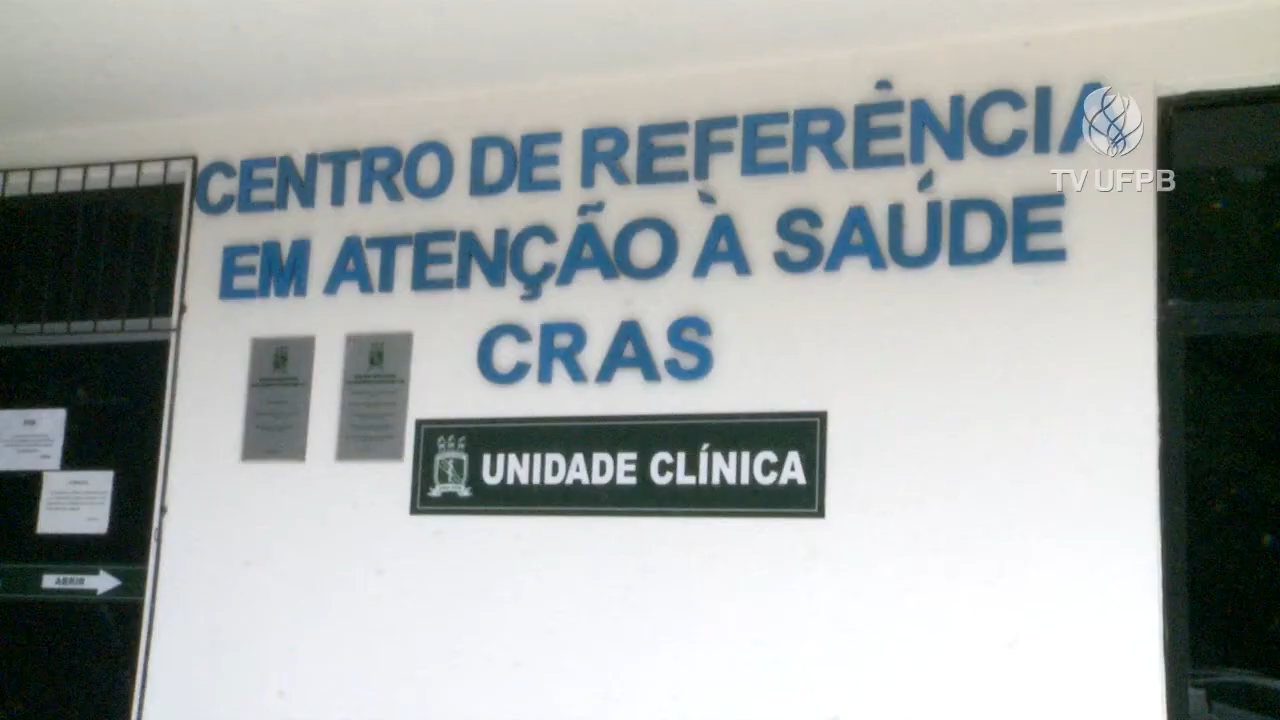 CENTRO DE REFERÊNCIA
EM ATENÇÃO À SAÚDE
CRAS
UNIDADE CLÍNICA
ABRIR
TV UFPB